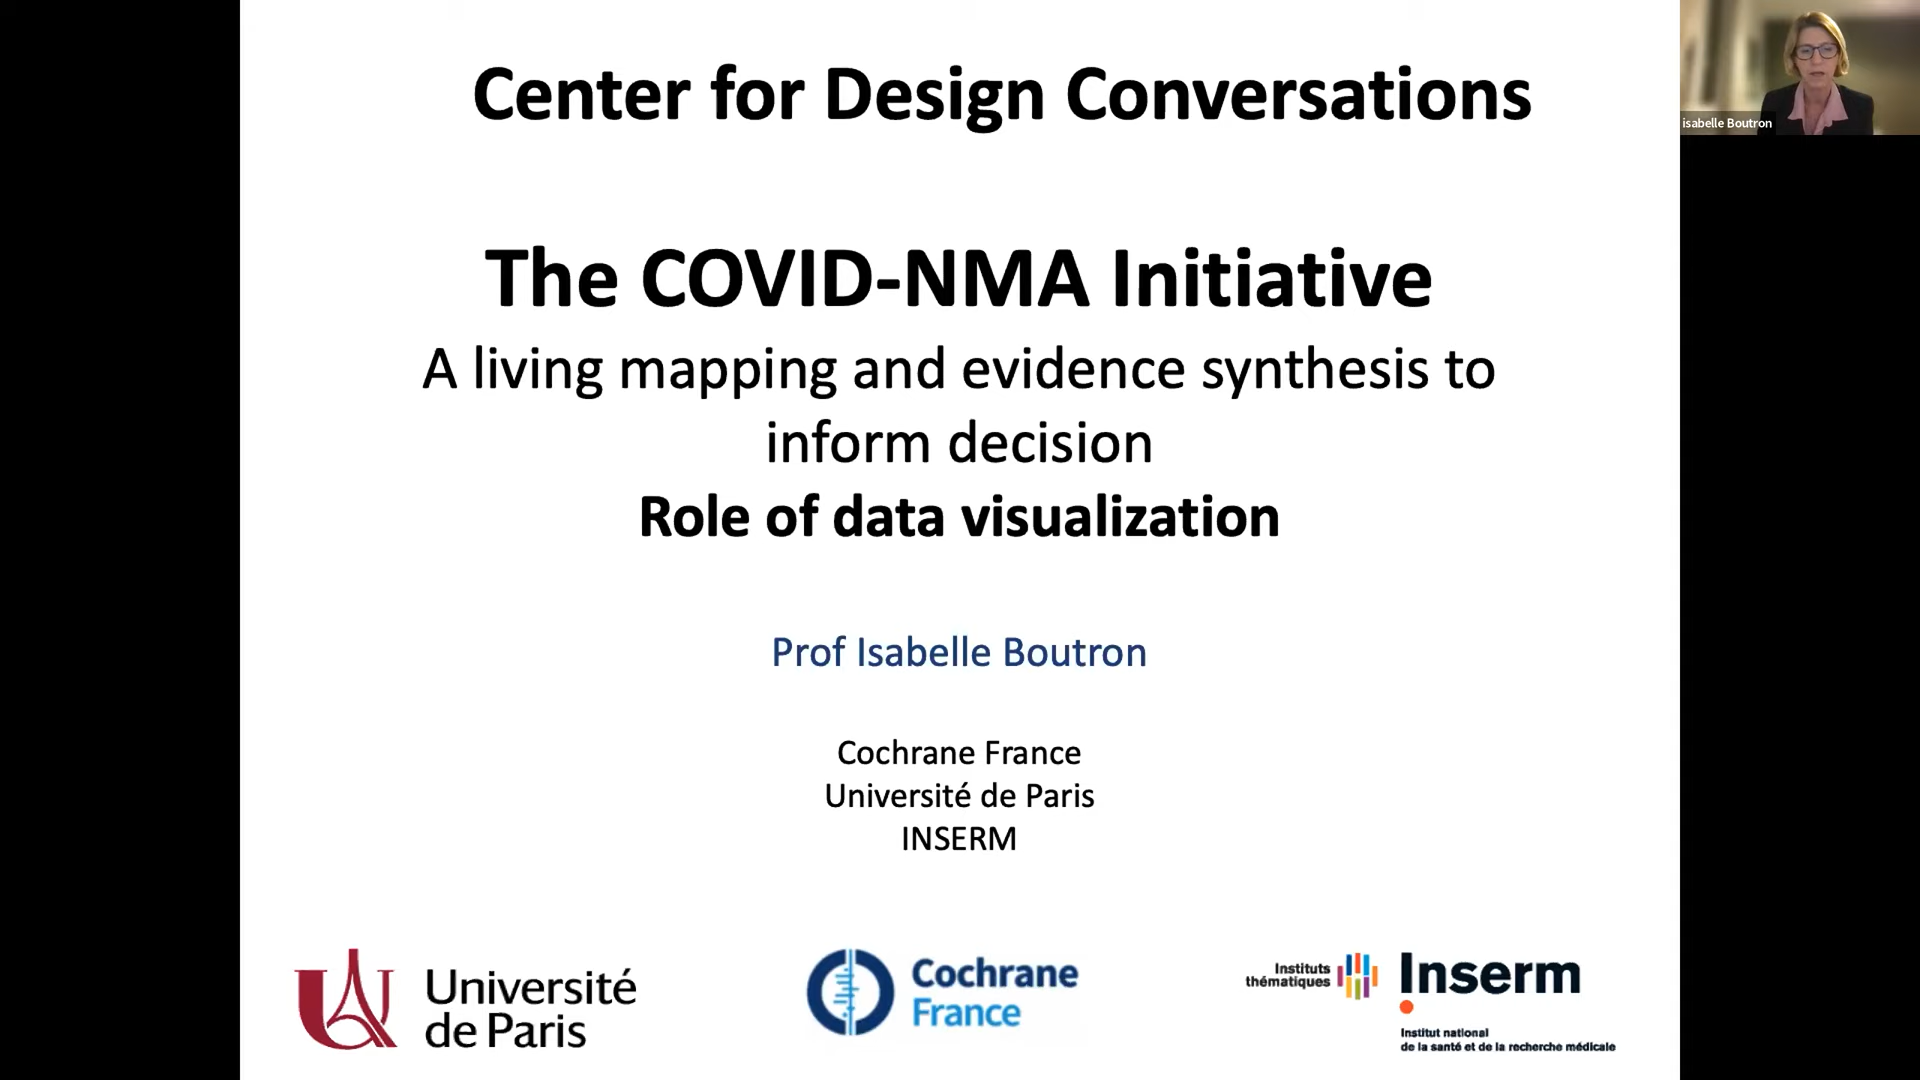 Center for Design Conversations
isabelle Boutron
The COVID-NMA Initiative
A living mapping and evidence synthesis to
inform decision
Role of data visualization
Prof Isabelle Boutron
Cochrane France
Université de Paris
INSERM
Université
de Paris
Cochrane
France
Instituts
thématiques
Inserm
Institut national
de la santé et de la recherche médicale